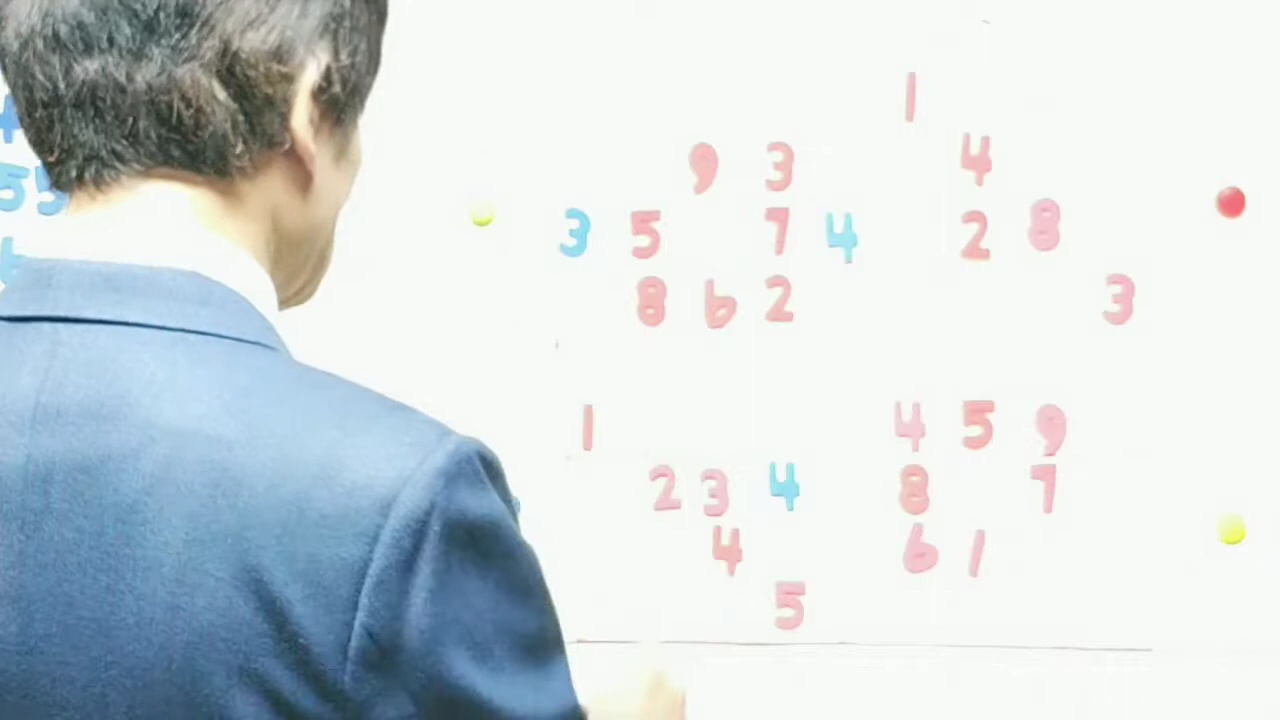 1
9 3 4
3 5 7 4 2 8
8 6 2 3
1 4 5 9
2 3 4 8 7
4 6 1
5
55